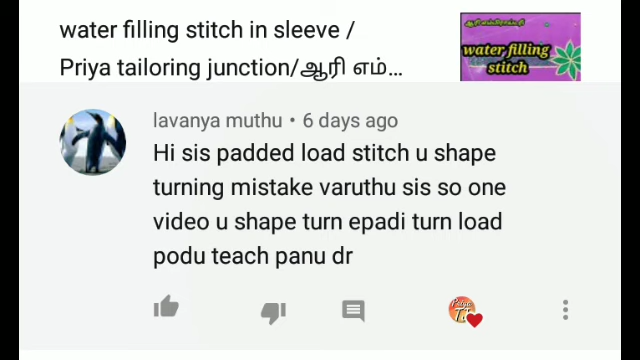 water filling stitch in sleeve /
Priya tailoring junction/ஆரி எம்...
water filling
stitch
lavanya muthu • 6 days ago
Hi sis padded load stitch u shape
turning mistake varuthu sis so one
video u shape turn epadi turn load
podu teach panu dr